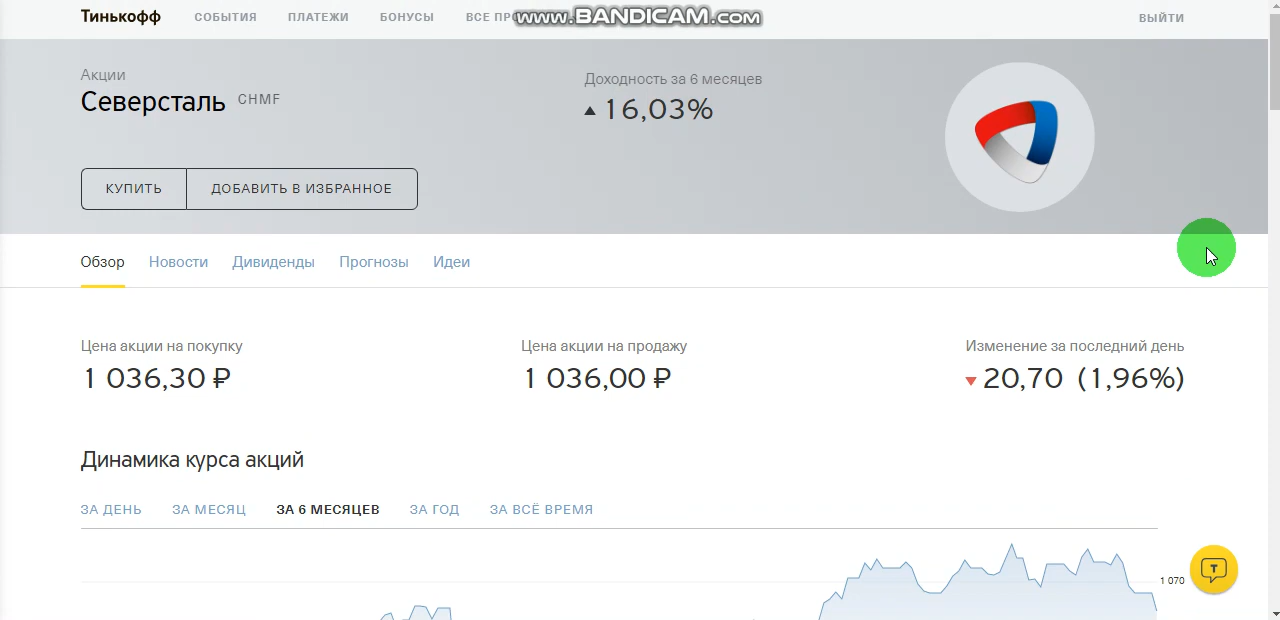 Тинькофф СОБЫТИЯ ПЛАТЕЖИ БОНУСЫ ВСЕ www.BANDICAM.com ВЫЙТИ
Акции
Северсталь CHMF
Доходность за 6 месяцев
16,03%
КУПИТЬ ДОБАВИТЬ В ИЗБРАННОЕ
Обзор Новости Дивиденды Прогнозы Идеи
Цена акции на покупку Цена акции на продажу Изменение за последний день
1 036,30 ₽ 1 036,00 ₽ 20,70 (1,96%)
Динамика курса акций
ЗА ДЕНЬ ЗА МЕСЯЦ ЗА 6 МЕСЯЦЕВ ЗА ГОД ЗА ВСЁ ВРЕМЯ
1 070
T